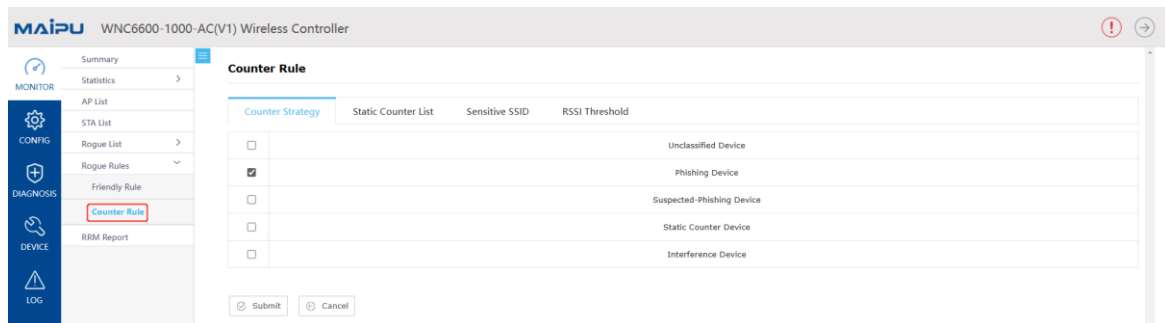 MAIPU WNC6600-1000-AC(V1) Wireless Controller
MONITOR
CONFIG
DIAGNOSIS
DEVICE
LOG
Summary
Statistics
AP List
STA List
Rogue List
Rogue Rules
Friendly Rule
Counter Rule
RRM Report
Counter Rule
Counter Strategy Static Counter List Sensitive SSID RSSI Threshold
Unclassified Device
Phishing Device
Suspected-Phishing Device
Static Counter Device
Interference Device
Submit Cancel